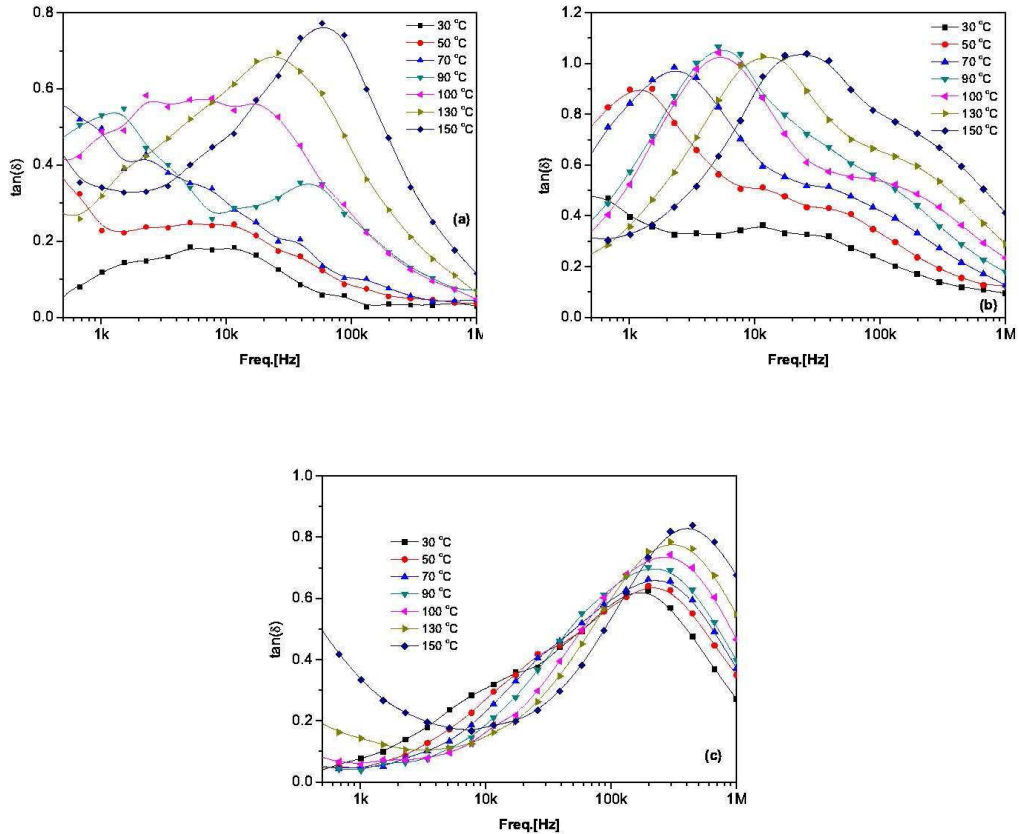 0.8
0.6
0.4
0.2
0.0
tan(δ)
1k
10k
100k
1M
Freq.[Hz]
30 °C
50 °C
70 °C
90 °C
100 °C
130 °C
150 °C
(a)
1.2
1.0
0.8
0.6
0.4
0.2
0.0
tan(δ)
1k
10k
100k
1M
Freq.[Hz]
30 °C
50 °C
70 °C
90 °C
100 °C
130 °C
150 °C
(b)
1.0
0.8
0.6
0.4
0.2
0.0
tan(δ)
1k
10k
100k
1M
Freq.[Hz]
30 °C
50 °C
70 °C
90 °C
100 °C
130 °C
150 °C
(c)